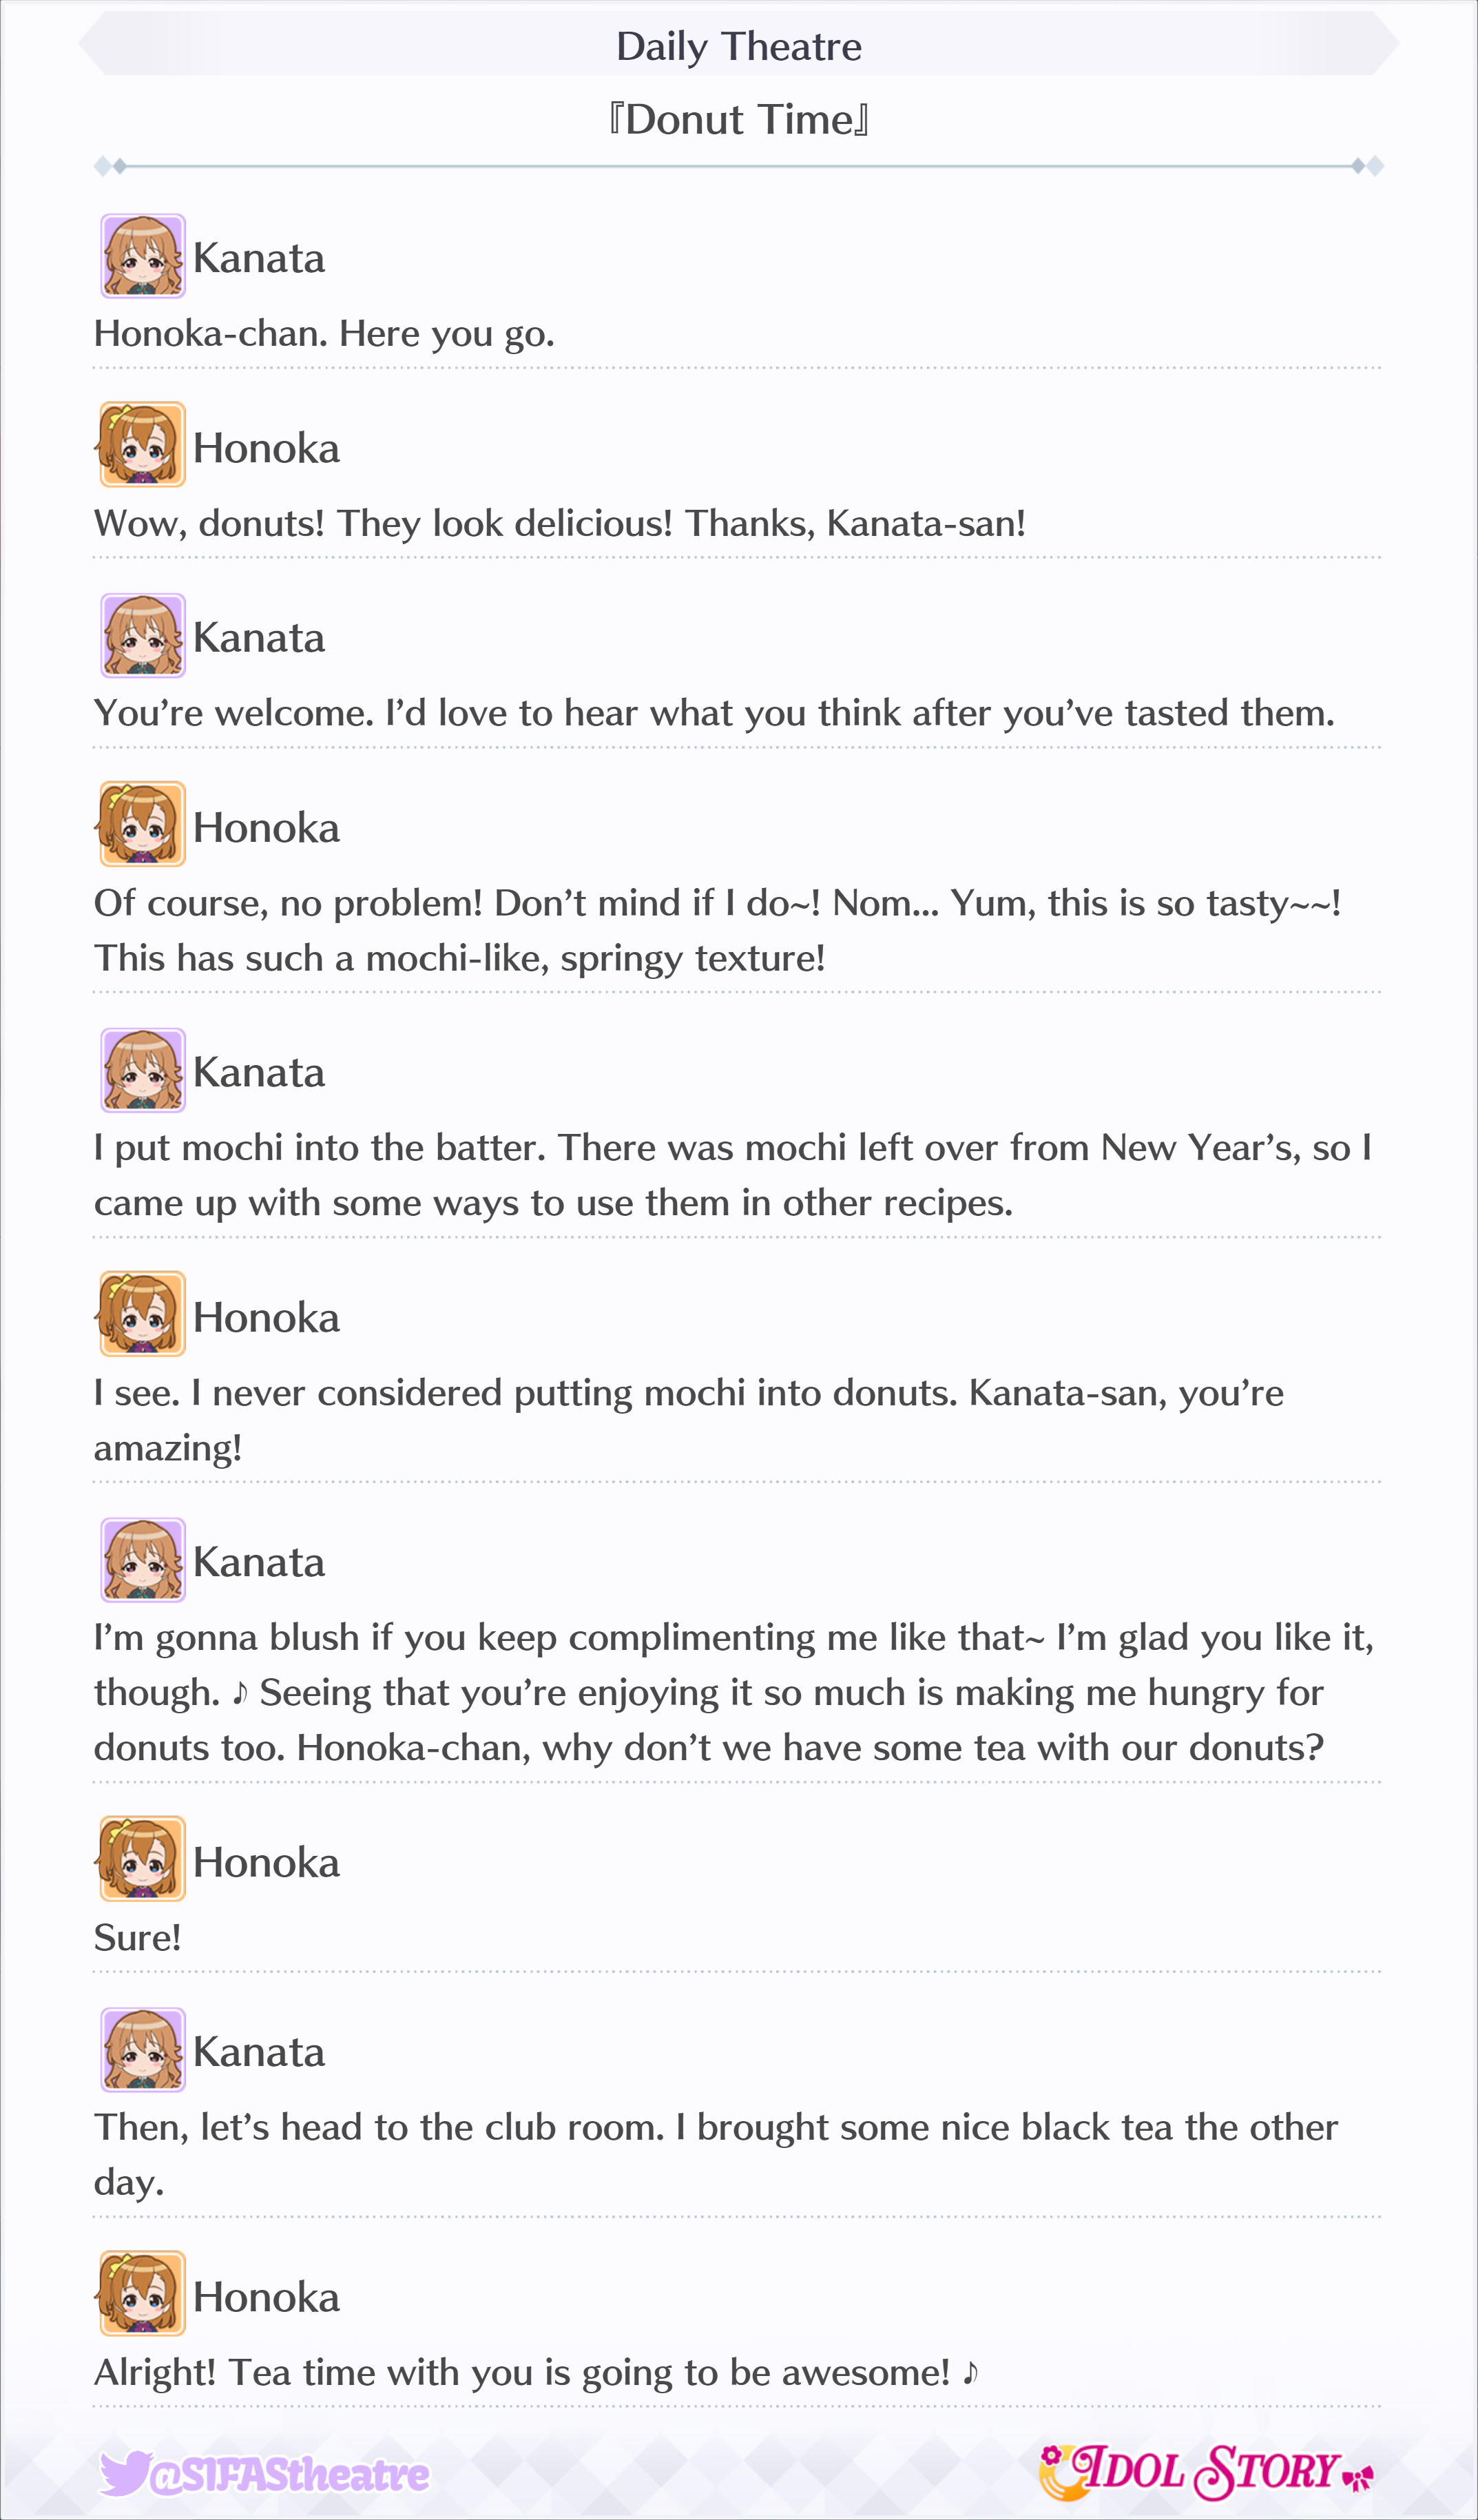 Daily Theatre
『Donut Time』
Kanata
Honoka-chan. Here you go.
Honoka
Wow, donuts! They look delicious! Thanks, Kanata-san!
Kanata
You’re welcome. I’d love to hear what you think after you’ve tasted them.
Honoka
Of course, no problem! Don’t mind if I do~! Nom... Yum, this is so tasty~~!
This has such a mochi-like, springy texture!
Kanata
I put mochi into the batter. There was mochi left over from New Year’s, so I
came up with some ways to use them in other recipes.
Honoka
I see. I never considered putting mochi into donuts. Kanata-san, you’re
amazing!
Kanata
I’m gonna blush if you keep complimenting me like that~ I’m glad you like it,
though. ♪ Seeing that you’re enjoying it so much is making me hungry for
donuts too. Honoka-chan, why don’t we have some tea with our donuts?
Honoka
Sure!
Kanata
Then, let’s head to the club room. I brought some nice black tea the other
day.
Honoka
Alright! Tea time with you is going to be awesome! ♪
@SIFAStheatre
IDOL STORY